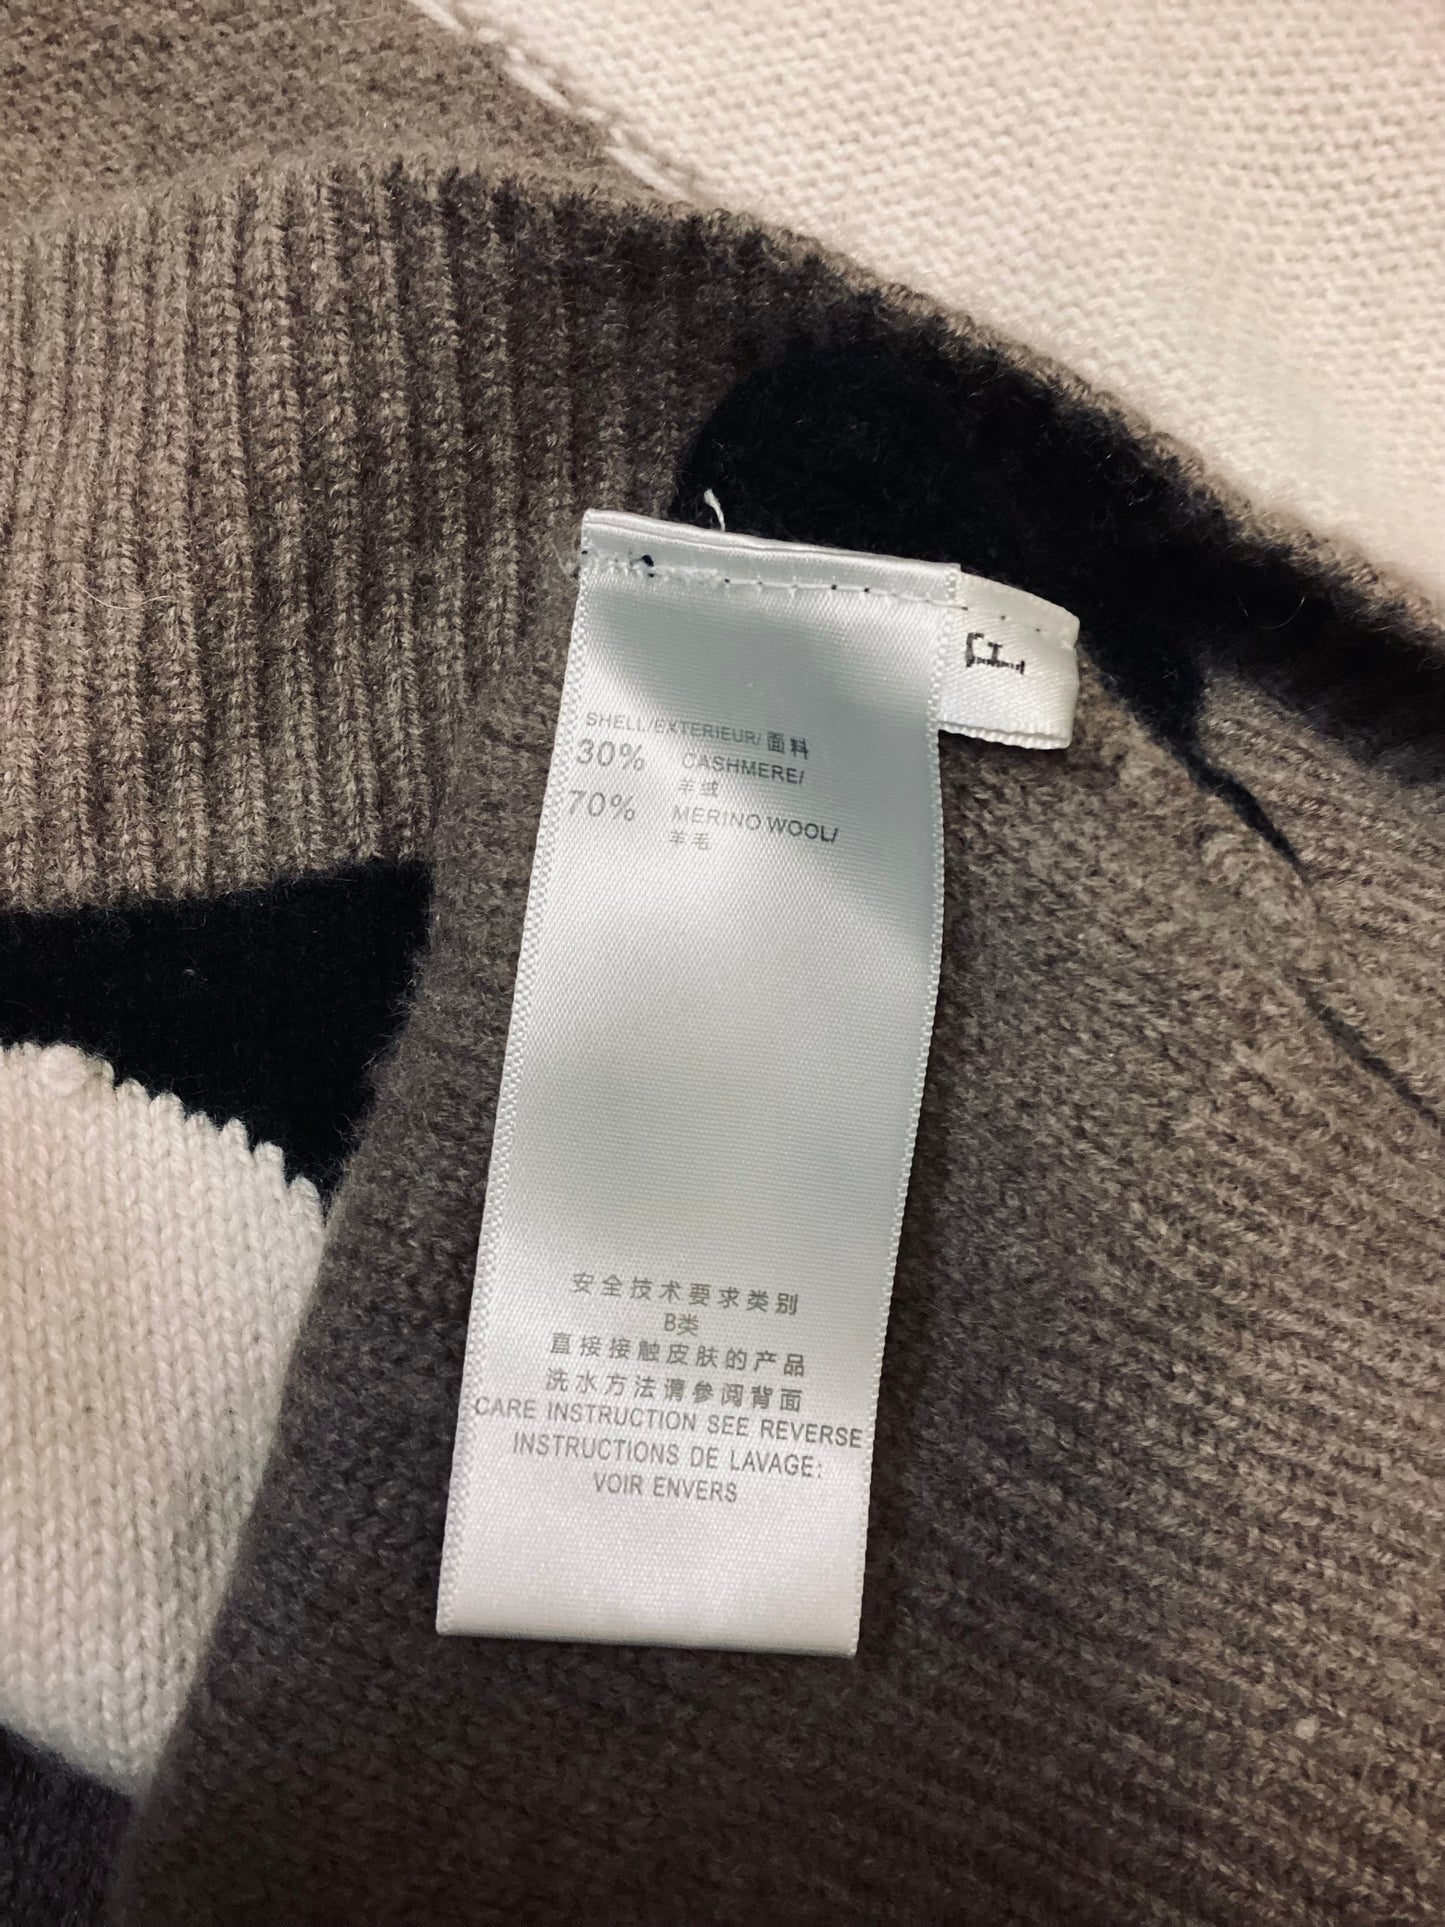 SHELL/EXTERIEUR/ 面料
30% CASHMERE/
羊绒
70% MERINO WOOL/
羊毛
安全技术要求类别
B类
直接接触皮肤的产品
洗水方法请参阅背面
CARE INSTRUCTION SEE REVERSE
INSTRUCTIONS DE LAVAGE:
VOIR ENVERS